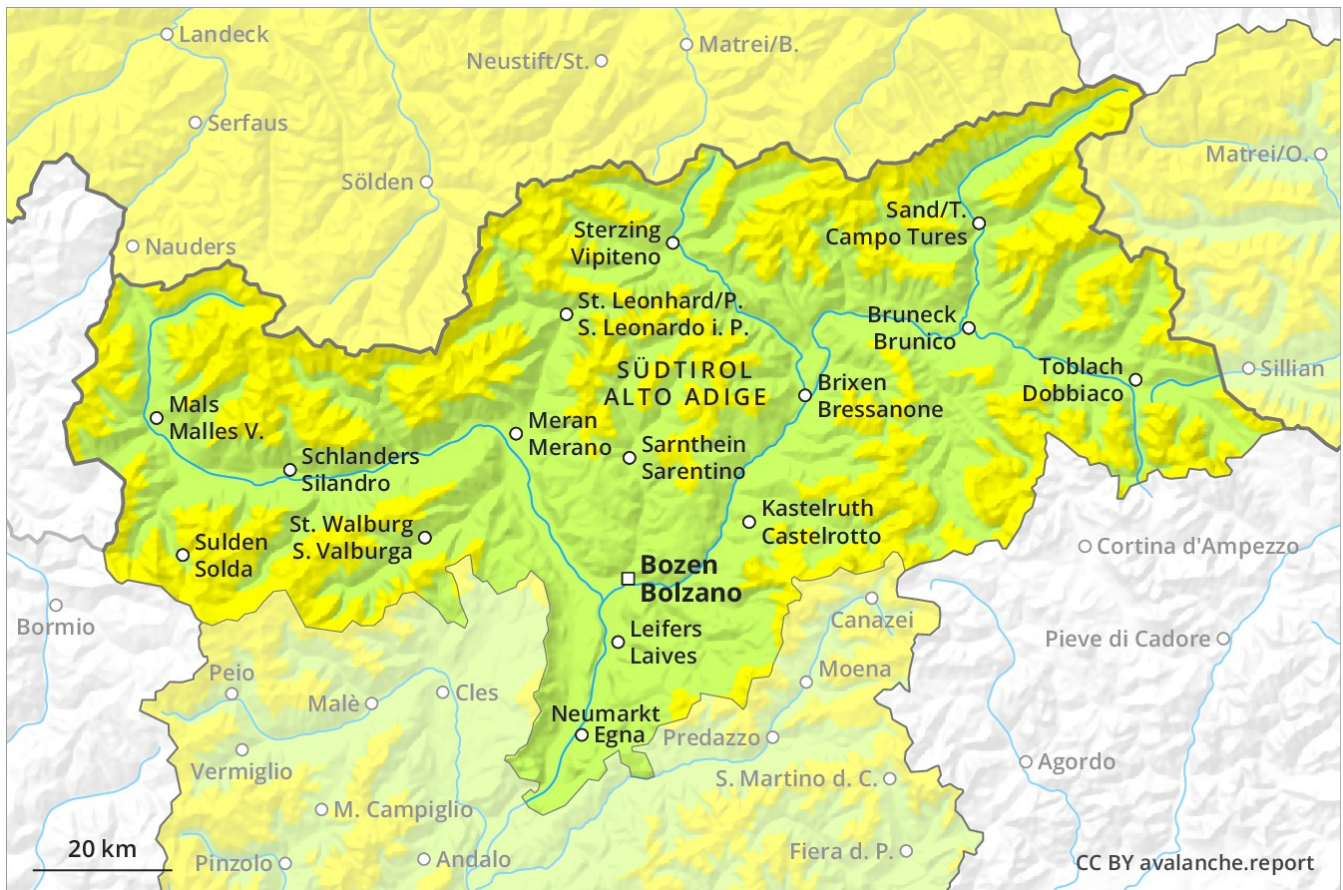 Landeck
Neustift/St.
Matrei/B.
Serfaus
Matrei/O.
Sölden
Sand/T.
Campo Tures
Sterzing
Vipiteno
Nauders
St. Leonhard/P.
S. Leonardo i. P.
Bruneck
Brunico
SÜDTIROL
ALTO ADIGE
Toblach
Dobbiaco
Sillian
Brixen
Bressanone
Mals
Malles V.
Meran
Merano
Sarnthein
Sarentino
Schlanders
Silandro
Kastelruth
Castelrotto
St. Walburg
S. Valburga
Sulden
Solda
Cortina d'Ampezzo
Bozen
Bolzano
Bormio
Canazei
Leifers
Laives
Pieve di Cadore
Peio
Moena
Malè
Cles
Neumarkt
Egna
Predazzo
Vermiglio
Agordo
S. Martino d. C.
M. Campiglio
20 km
Pinzolo
Andalo
Fiera d. P.
CC BY avalanche.report